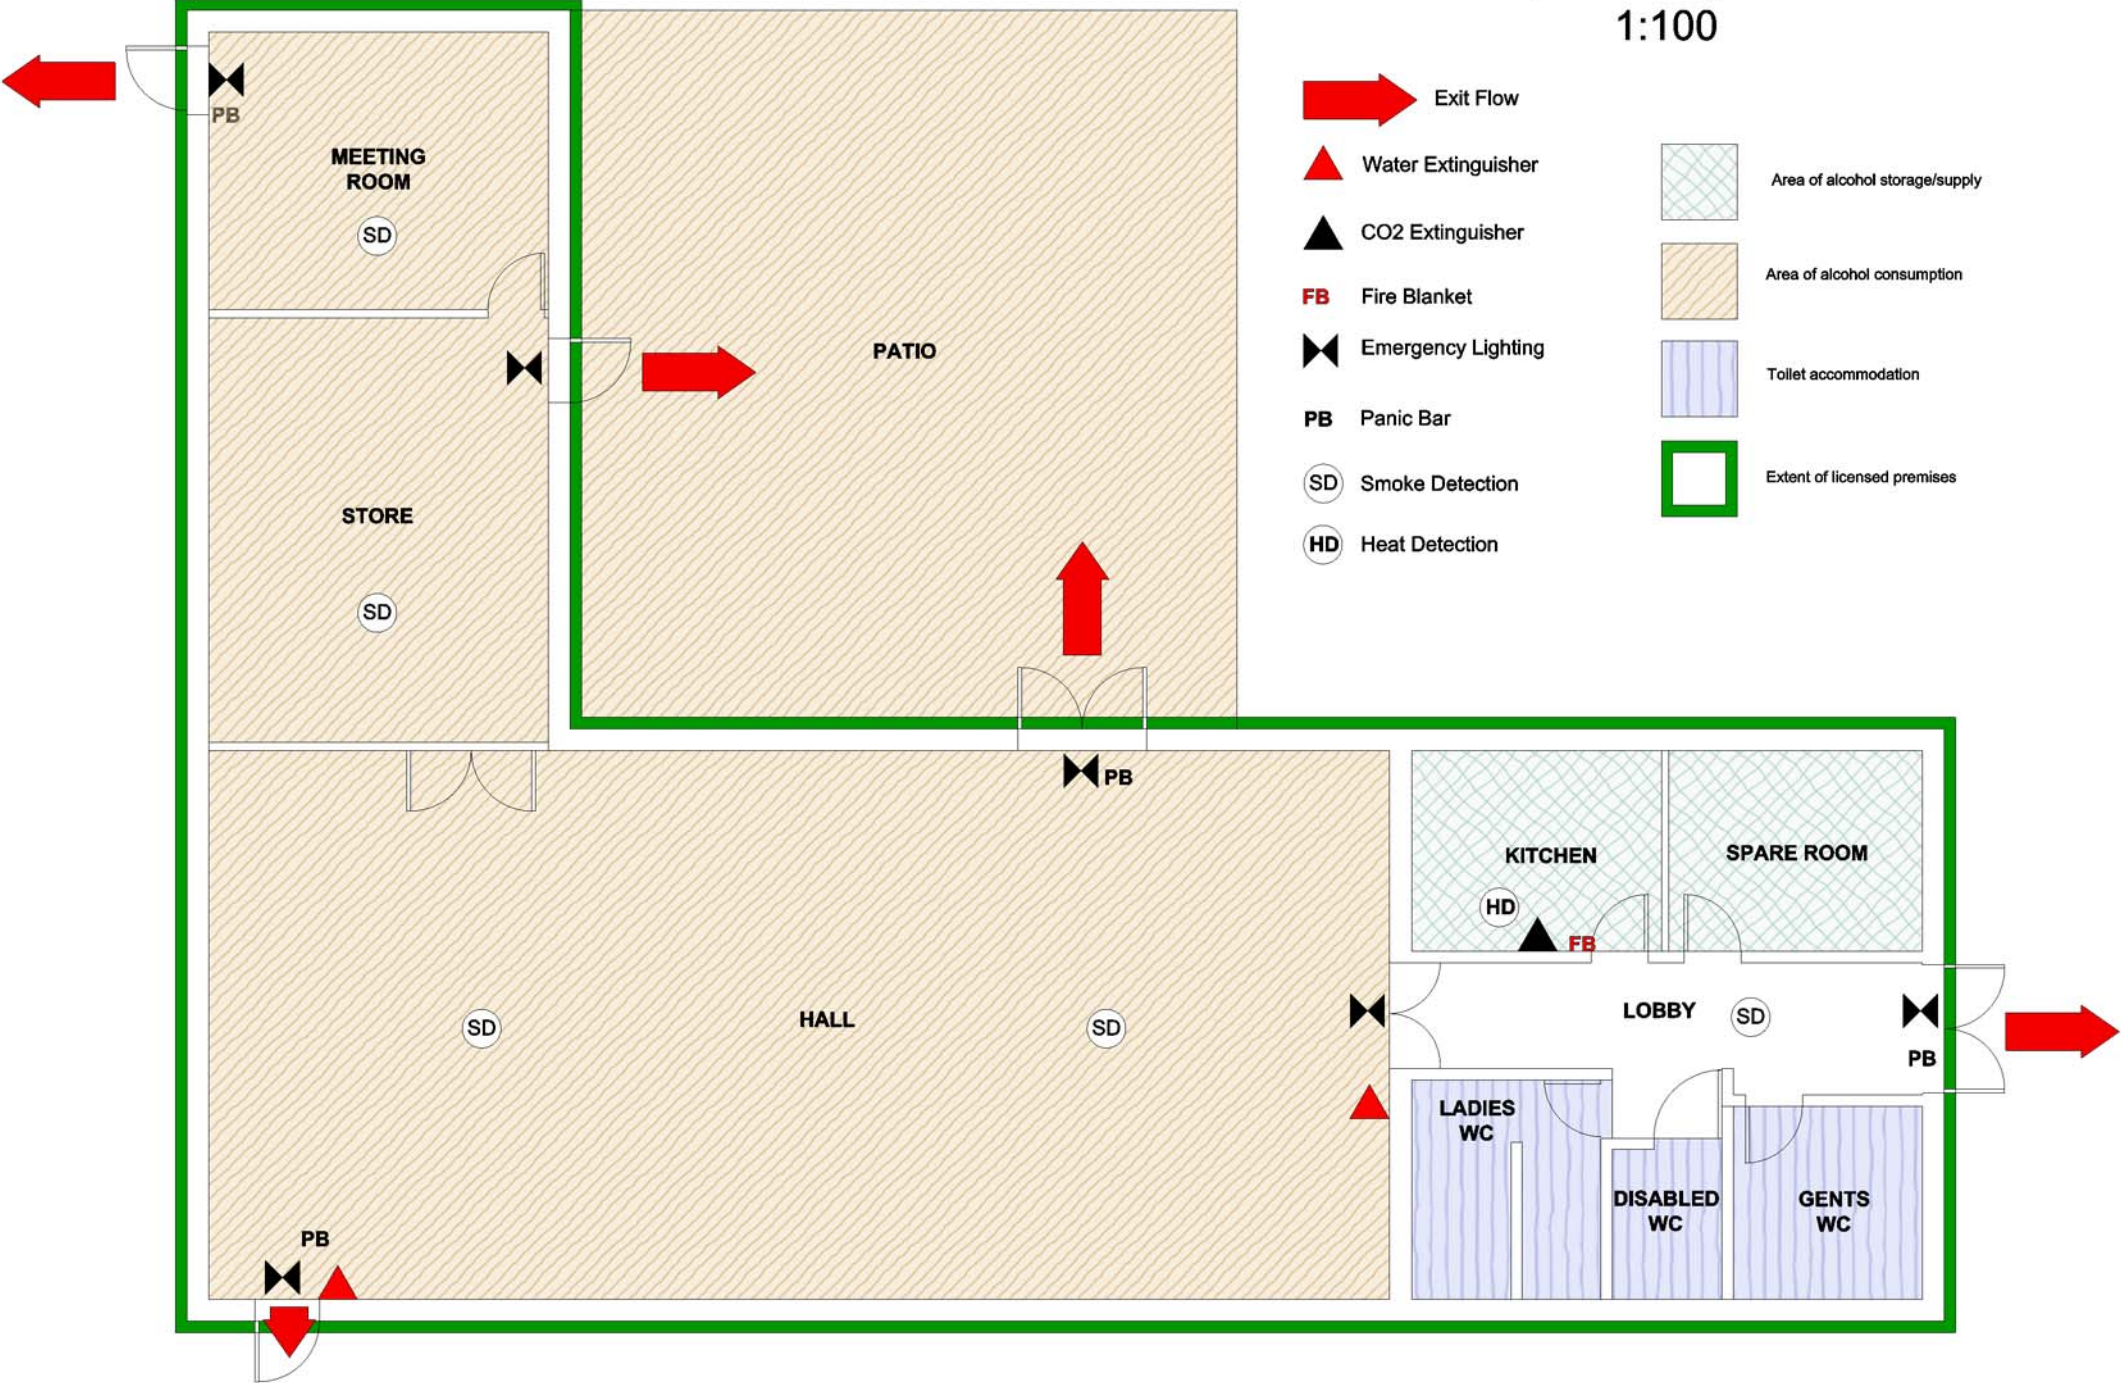 1:100
Exit Flow
Water Extinguisher
CO2 Extinguisher
FB
Fire Blanket
Emergency Lighting
PB
Panic Bar
SD
Smoke Detection
HD
Heat Detection
Area of alcohol storage/supply
Area of alcohol consumption
Toilet accommodation
Extent of licensed premises
PB
MEETING
ROOM
SD
PATIO
STORE
SD
PB
KITCHEN
SPARE ROOM
HD
FB
SD
HALL
SD
LOBBY
SD
PB
LADIES
WC
DISABLED
WC
GENTS
WC
PB